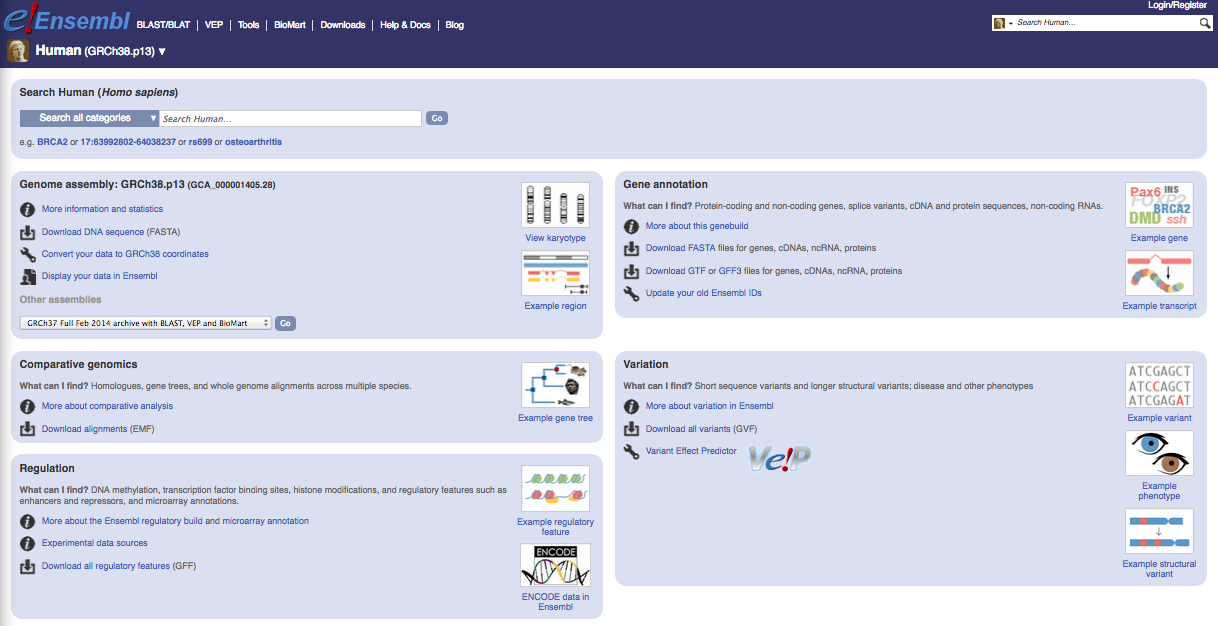 Login/Register
e!Ensembl BLAST/BLAT | VEP | Tools | BioMart | Downloads | Help & Docs | Blog
Search Human...
Human (GRCh38.p13) ▼
Search Human (Homo sapiens)
Search all categories ▼ Search Human... Go
e.g. BRCA2 or 17:63992802-64038237 or rs699 or osteoarthritis
Genome assembly: GRCh38.p13 (GCA_000001405.28)
More information and statistics
Download DNA sequence (FASTA)
Convert your data to GRCh38 coordinates
Display your data in Ensembl
Other assemblies
GRCh37 Full Feb 2014 archive with BLAST, VEP and BioMart Go
View karyotype
Example region
Gene annotation
What can I find? Protein-coding and non-coding genes, splice variants, cDNA and protein sequences, non-coding RNAs.
More about this genebuild
Download FASTA files for genes, cDNAs, ncRNA, proteins
Download GTF or GFF3 files for genes, cDNAs, ncRNA, proteins
Update your old Ensembl IDs
Pax6 INS
FOXP2
BRCA2
DMD ssh
Example gene
Example transcript
Comparative genomics
What can I find? Homologues, gene trees, and whole genome alignments across multiple species.
More about comparative analysis
Download alignments (EMF)
Example gene tree
Regulation
What can I find? DNA methylation, transcription factor binding sites, histone modifications, and regulatory features such as
enhancers and repressors, and microarray annotations.
More about the Ensembl regulatory build and microarray annotation
Experimental data sources
Download all regulatory features (GFF)
Example regulatory
feature
ENCODE
ENCODE data in
Ensembl
Variation
What can I find? Short sequence variants and longer structural variants; disease and other phenotypes
More about variation in Ensembl
Download all variants (GVF)
Variant Effect Predictor Ve!P
ATCGAGCT
ATCCAGCT
ATCGAGAT
Example variant
Example
phenotype
Example structural
variant